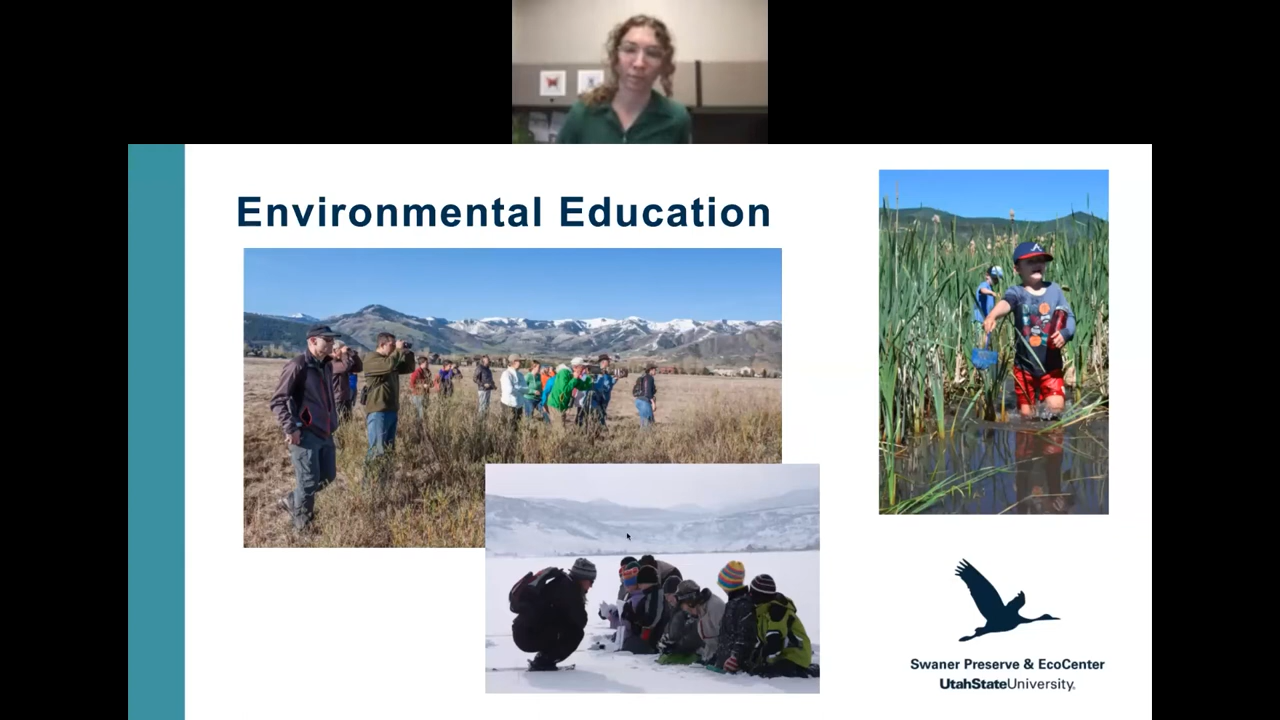 Environmental Education
Swaner Preserve & EcoCenter
UtahStateUniversity.